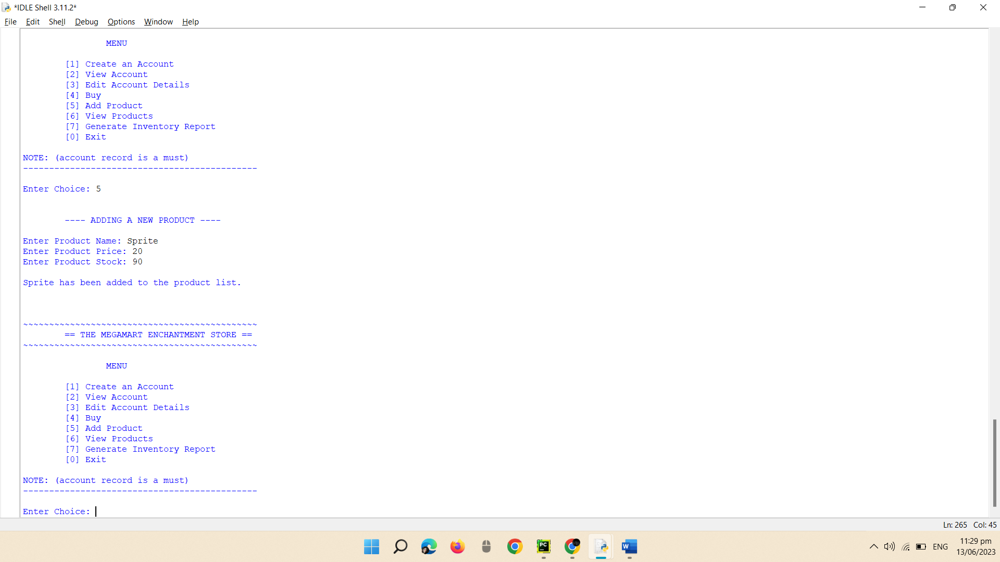 *IDLE Shell 3.11.2*
File Edit Shell Debug Options Window Help
MENU
[1] Create an Account
[2] View Account
[3] Edit Account Details
[4] Buy
[5] Add Product
[6] View Products
[7] Generate Inventory Report
[0] Exit
NOTE: (account record is a must)
---------------------------------------------
Enter Choice: 5
---- ADDING A NEW PRODUCT ----
Enter Product Name: Sprite
Enter Product Price: 20
Enter Product Stock: 90
Sprite has been added to the product list.
~~~~~~~~~~~~~~~~~~~~~~~~~~~~~~~~~~~~~~~~~~~~~
== THE MEGAMART ENCHANTMENT STORE ==
~~~~~~~~~~~~~~~~~~~~~~~~~~~~~~~~~~~~~~~~~~~~~
MENU
[1] Create an Account
[2] View Account
[3] Edit Account Details
[4] Buy
[5] Add Product
[6] View Products
[7] Generate Inventory Report
[0] Exit
NOTE: (account record is a must)
---------------------------------------------
Enter Choice:
Ln: 265 Col: 45
PC
W
ENG
11:29 pm
13/06/2023